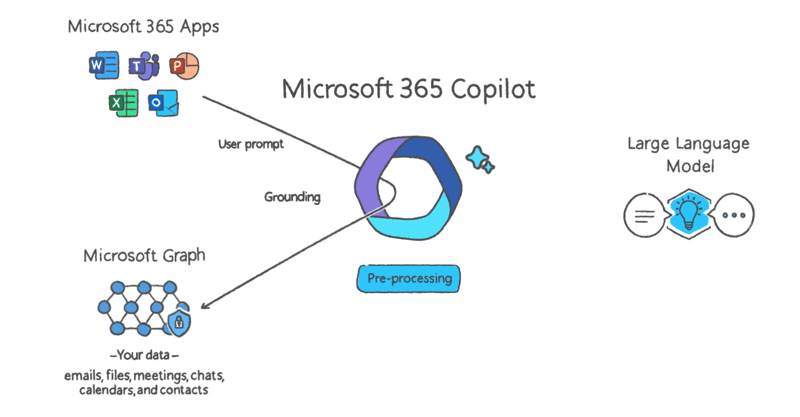 Microsoft 365 Apps
W
T
P
X
O
Microsoft 365 Copilot
User prompt
Grounding
Large Language
Model
Microsoft Graph
Pre-processing
–Your data–
emails, files, meetings, chats,
calendars, and contacts